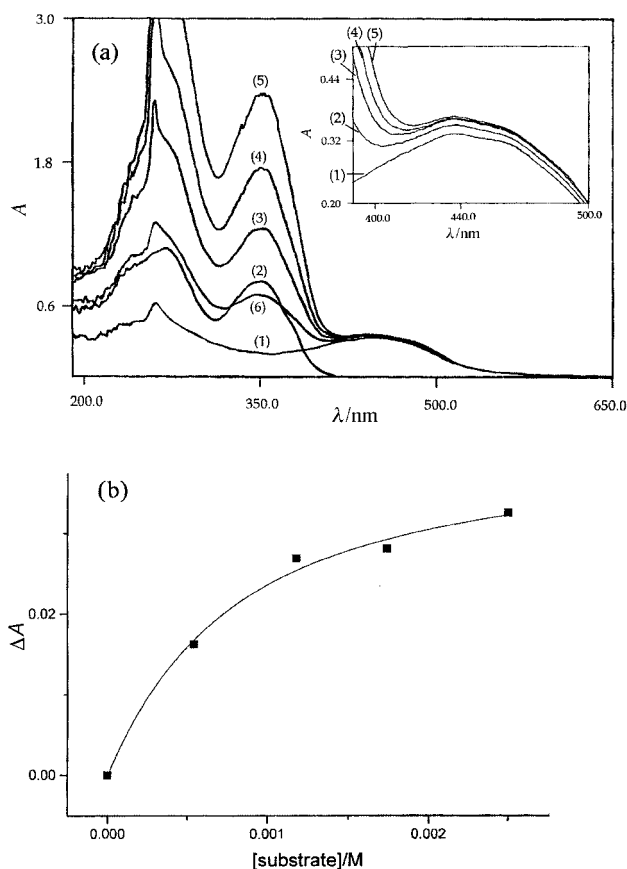 (a)
3.0
1.8
0.6
A
(5)
(4)
(3)
(2)
(6)
(1)
200.0 350.0 500.0 650.0
λ/nm
(4) (5)
(3)
(2)
(1)
0.44
0.32
0.20
A
400.0 440.0 500.0
λ/nm
(b)
0.02
0.00
ΔA
0.000 0.001 0.002
[substrate]/M